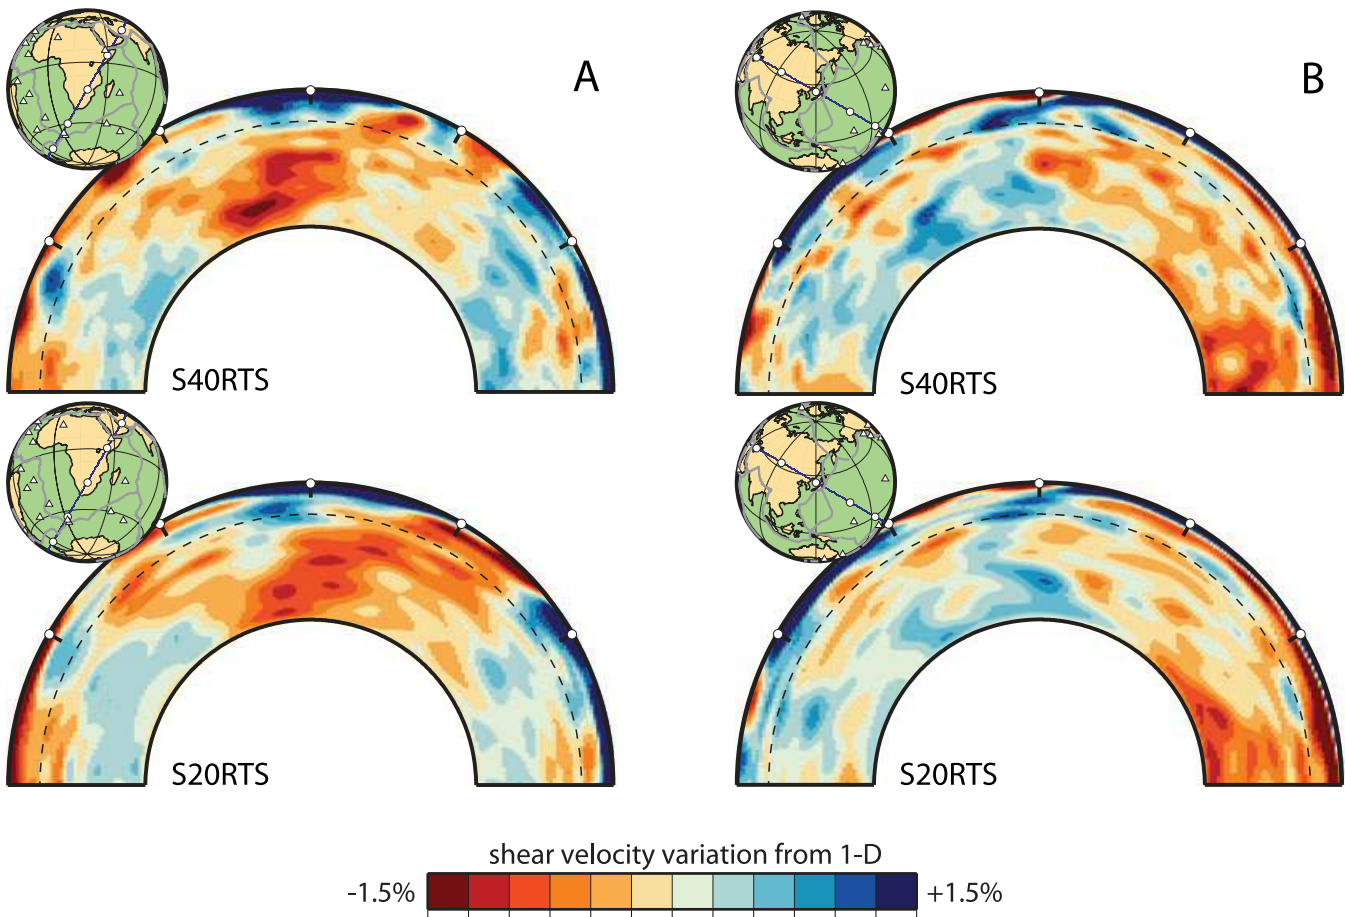 A
B
S40RTS
S40RTS
S20RTS
S20RTS
shear velocity variation from 1-D
-1.5%
+1.5%